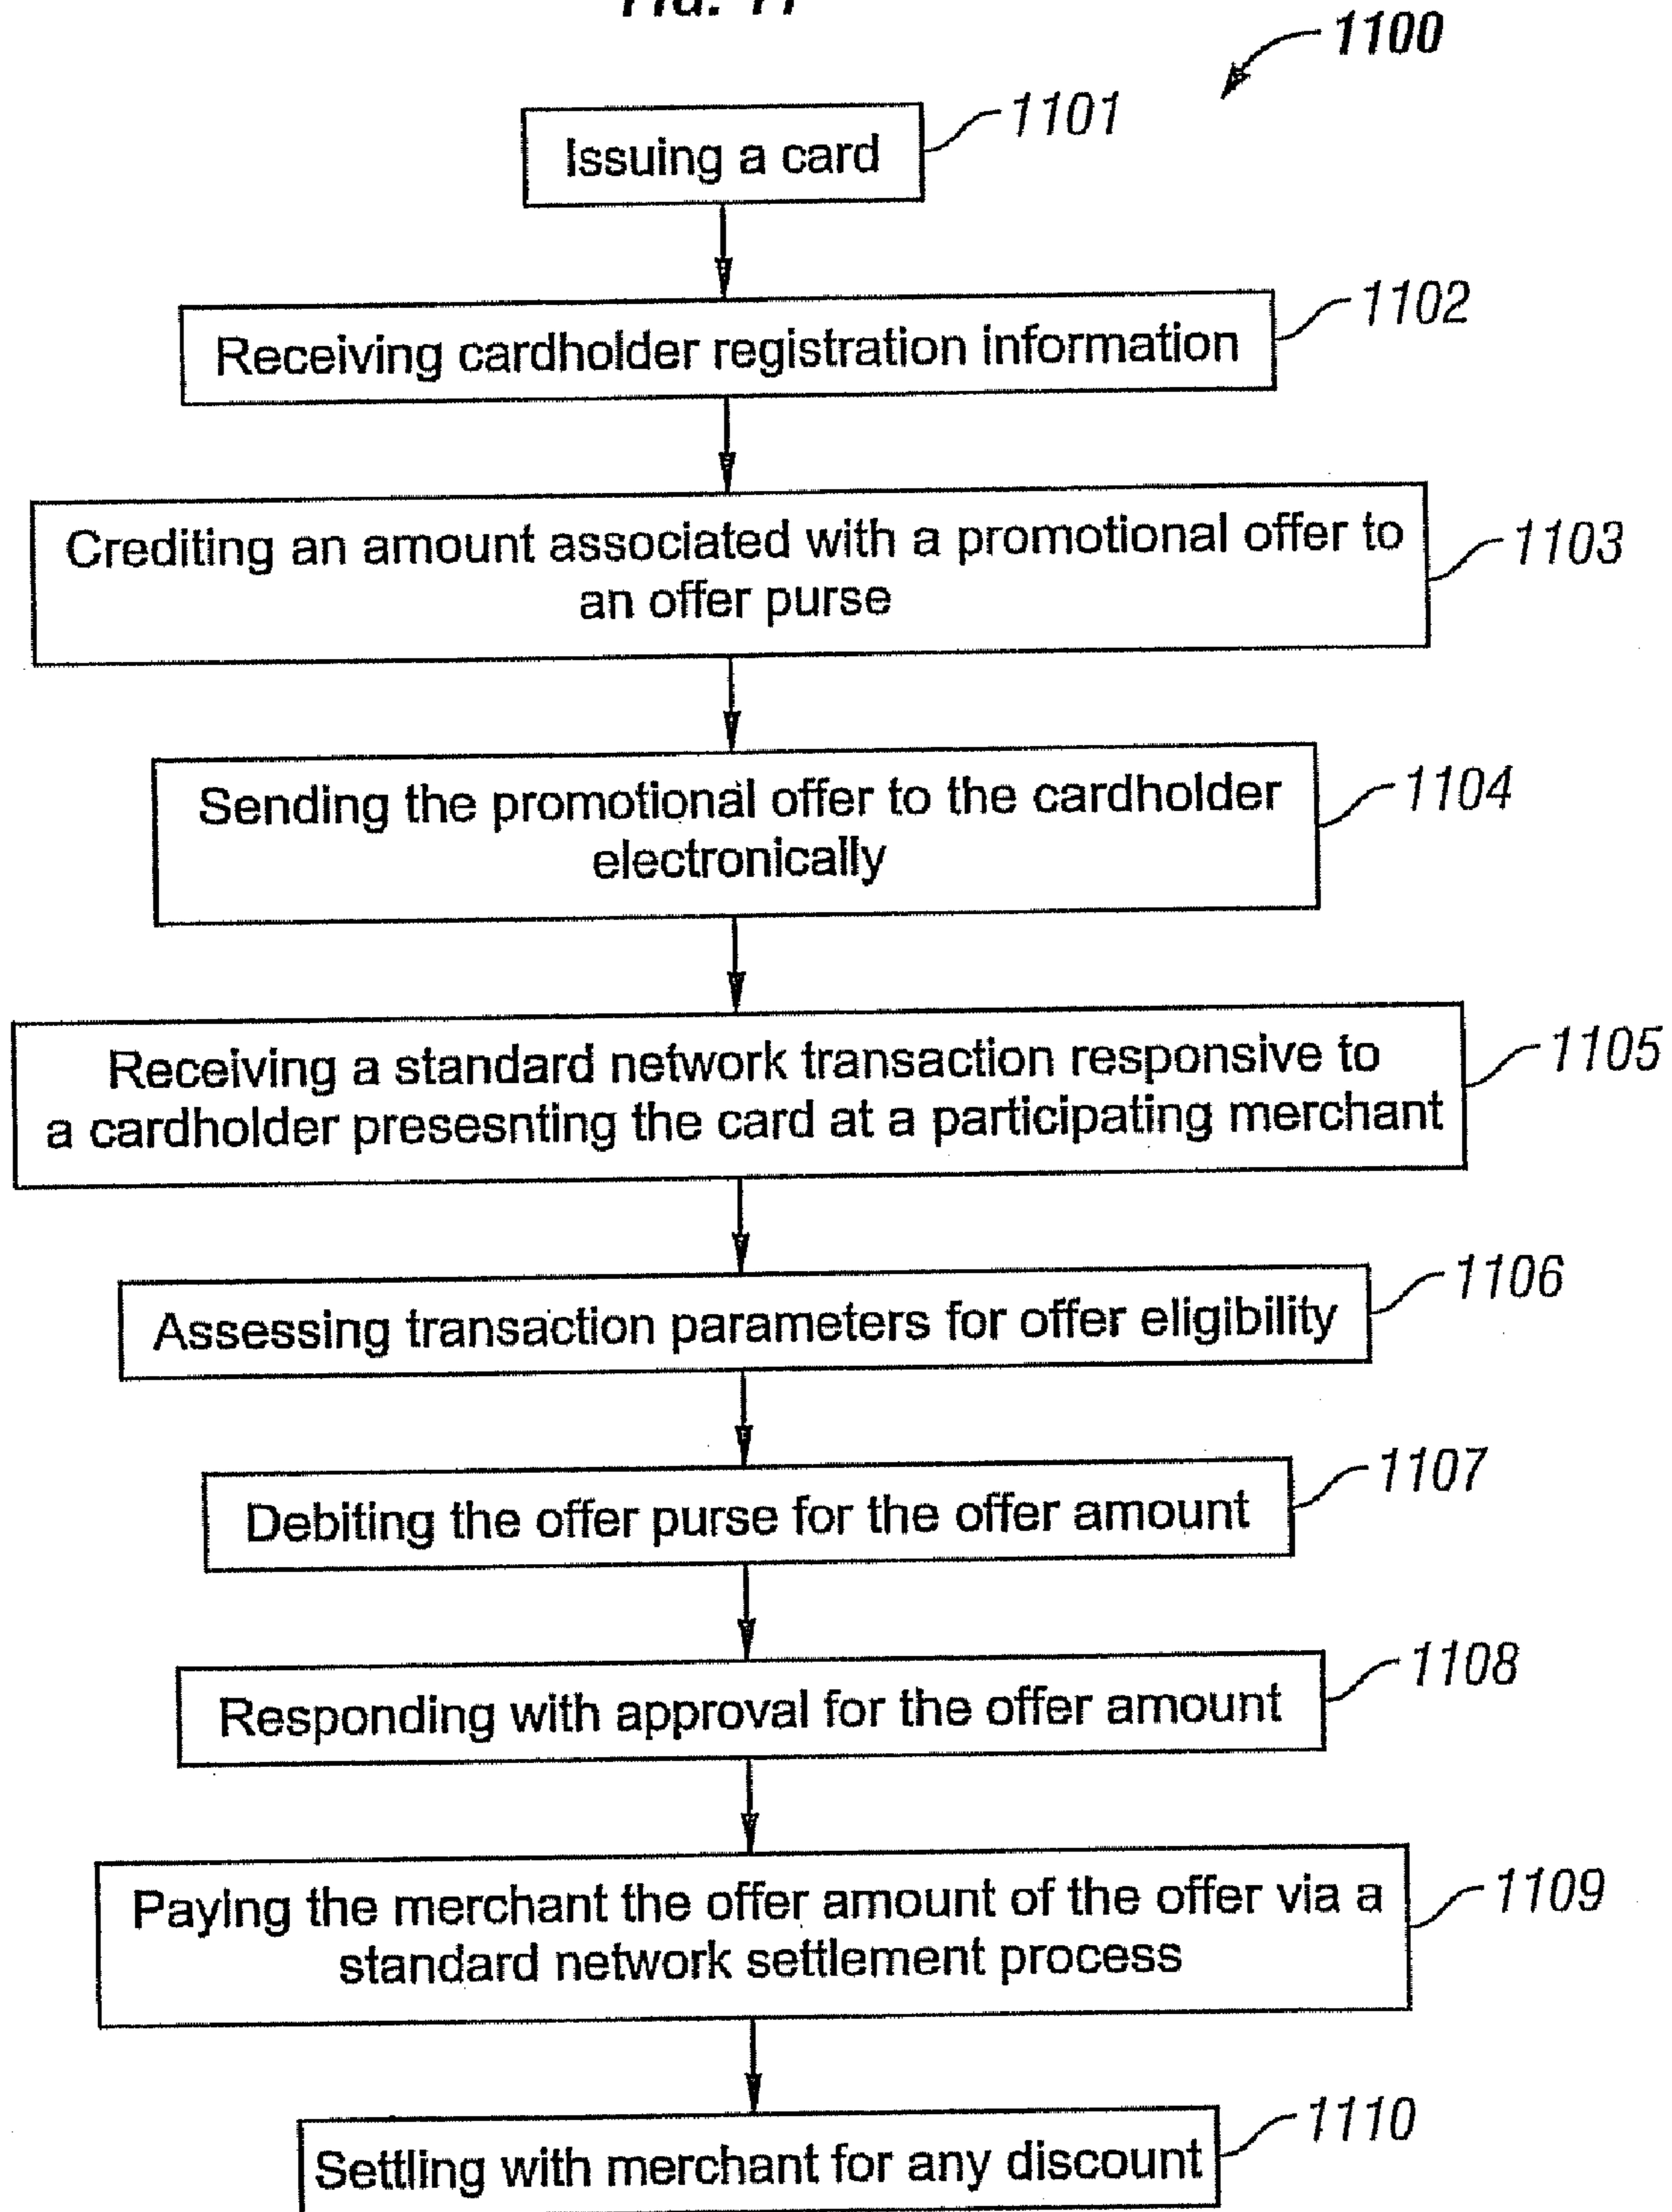 1100
Issuing a card
1101
Receiving cardholder registration information
1102
Crediting an amount associated with a promotional offer to
an offer purse
1103
Sending the promotional offer to the cardholder
electronically
1104
Receiving a standard network transaction responsive to
a cardholder presesnting the card at a participating merchant
1105
Assessing transaction parameters for offer eligibility
1106
Debiting the offer purse for the offer amount
1107
Responding with approval for the offer amount
1108
Paying the merchant the offer amount of the offer via a
standard network settlement process
1109
Settling with merchant for any discount
1110